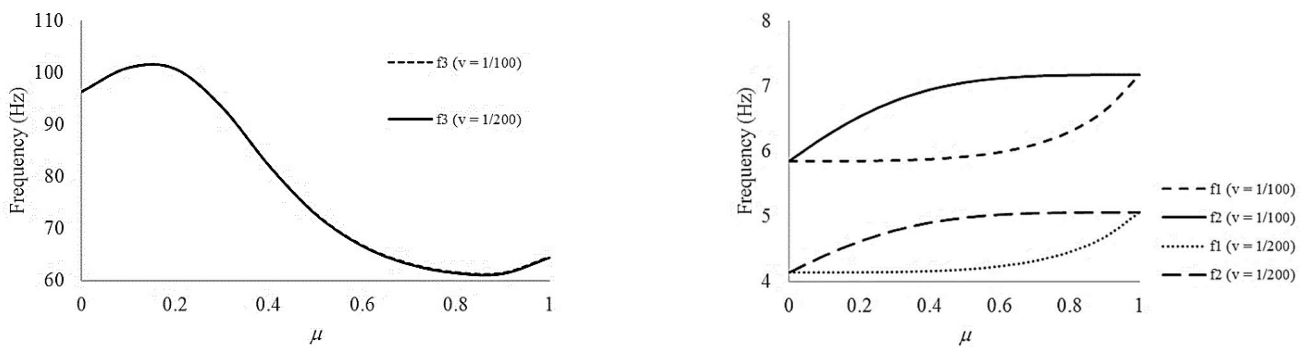 110
100
90
80
70
60
Frequency (Hz)
0
0.2
0.4
0.6
0.8
1
μ
f3 (v = 1/100)
f3 (v = 1/200)
8
7
6
5
4
Frequency (Hz)
0
0.2
0.4
0.6
0.8
1
μ
f1 (v = 1/100)
f2 (v = 1/100)
f1 (v = 1/200)
f2 (v = 1/200)